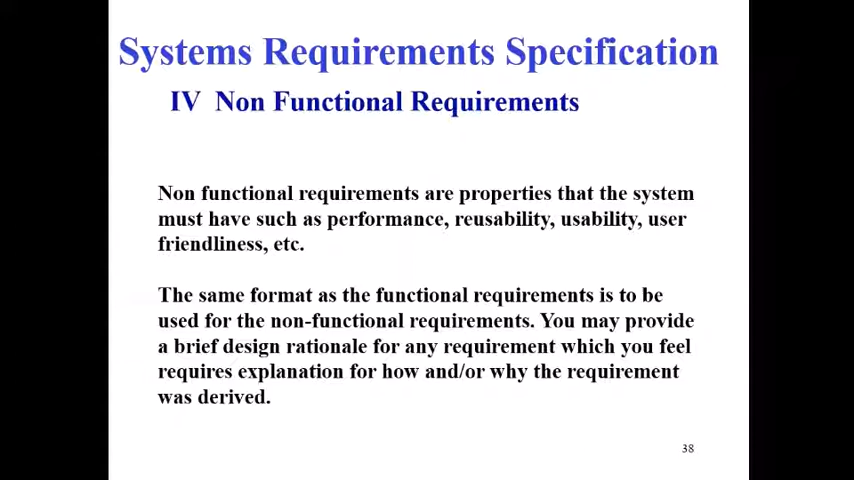 Systems Requirements Specification
IV Non Functional Requirements
Non functional requirements are properties that the system
must have such as performance, reusability, usability, user
friendliness, etc.
The same format as the functional requirements is to be
used for the non-functional requirements. You may provide
a brief design rationale for any requirement which you feel
requires explanation for how and/or why the requirement
was derived.
38